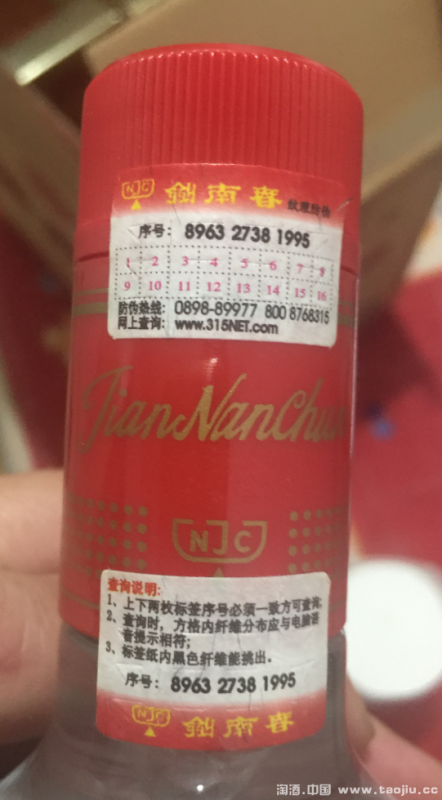 NJC 剑南春 纹理防伪
序号: 8963 2738 1995
1 2 3 4 5 6 7 8
9 10 11 12 13 14 15 16
防伪热线: 0898-89977 800 8768315
网上查询: www.315NET.com
JianNanChun
NJC
查询说明:
1、上下两枚标签序号必须一致方可查询;
2、查询时,方格内纤维分布应与电脑语
音提示相符;
3、标签纸内黑色纤维能挑出.
序号: 8963 2738 1995
NJC 剑南春
淘酒.中国 www.taojiu.cc